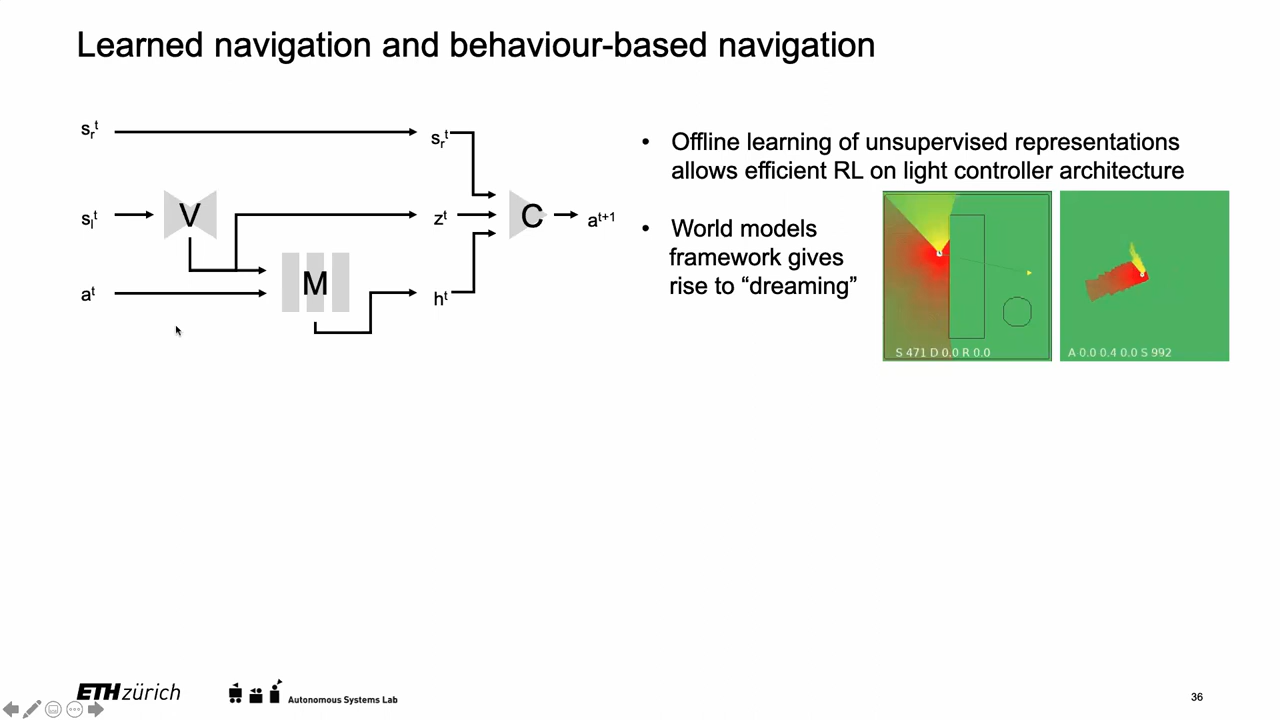 Learned navigation and behaviour-based navigation
s_r^t
s_r^t
s_l^t
V
z^t
C
a^{t+1}
a^t
M
h^t
• Offline learning of unsupervised representations
allows efficient RL on light controller architecture
• World models
framework gives
rise to “dreaming”
S 471 D 0.0 R 0.0
A 0.0 0.4 0.0 S 992
ETH zürich
Autonomous Systems Lab
36